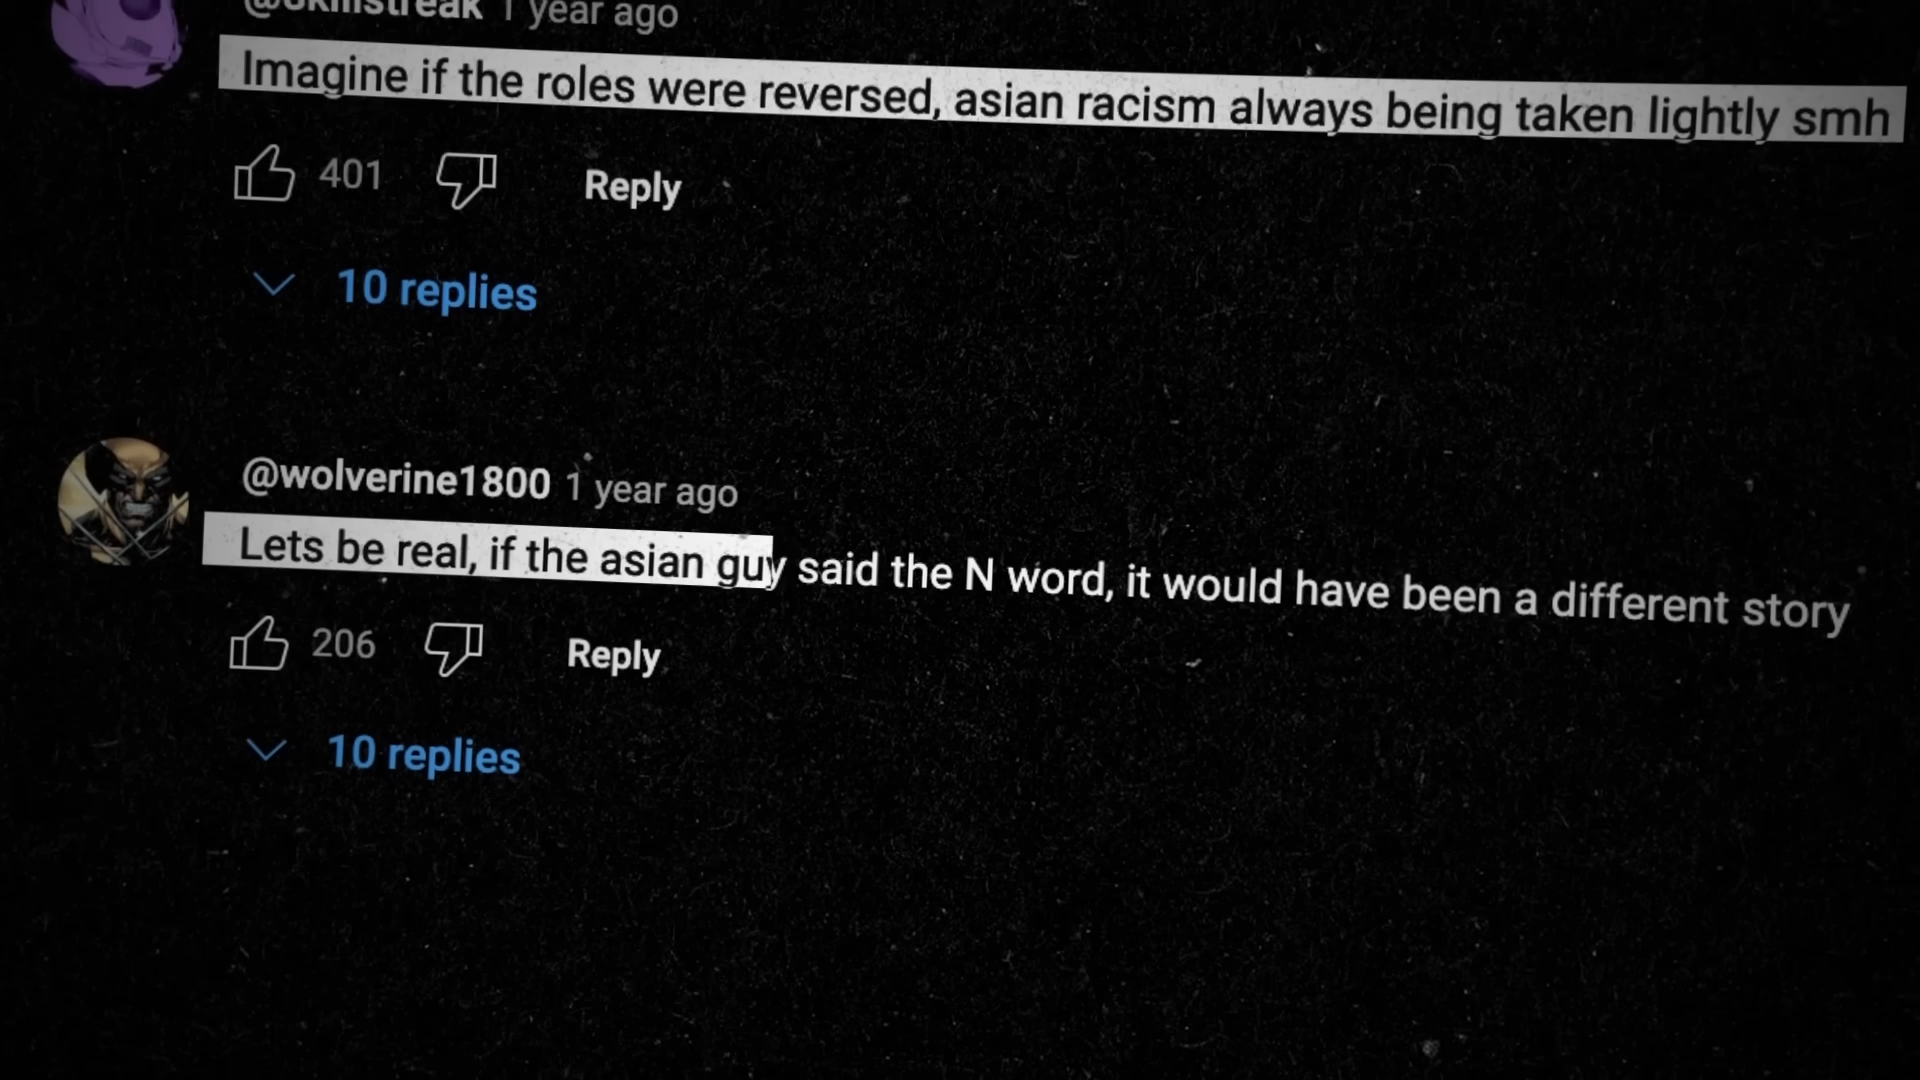 1 year ago
Imagine if the roles were reversed, asian racism always being taken lightly smh
401 Reply
10 replies
@wolverine1800 1 year ago
Lets be real, if the asian guy said the N word, it would have been a different story
206 Reply
10 replies